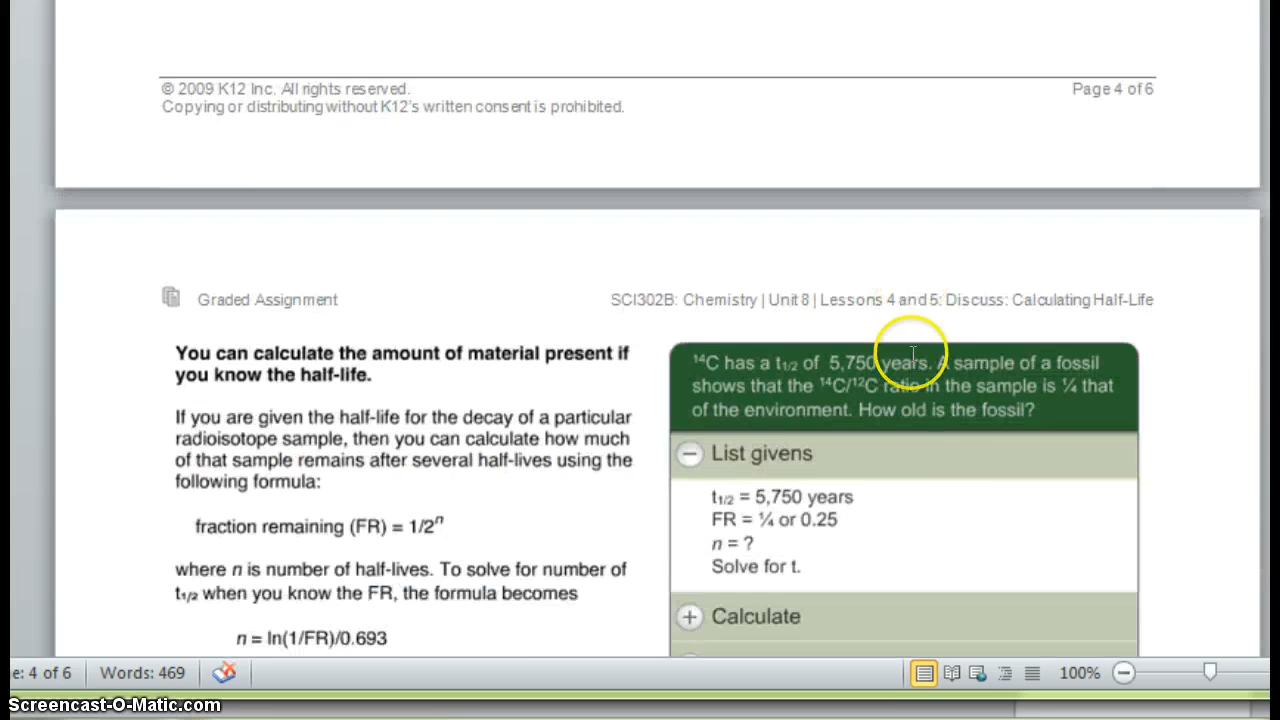 © 2009 K12 Inc. All rights reserved.
Page 4 of 6
Copying or distributing without K12's written consent is prohibited.
Graded Assignment
SCI302B: Chemistry | Unit 8 | Lessons 4 and 5: Discuss: Calculating Half-Life
You can calculate the amount of material present if
you know the half-life.
If you are given the half-life for the decay of a particular
radioisotope sample, then you can calculate how much
of that sample remains after several half-lives using the
following formula:
fraction remaining (FR) = 1/2ⁿ
where n is number of half-lives. To solve for number of
t₁/₂ when you know the FR, the formula becomes
n = ln(1/FR)/0.693
¹⁴C has a t₁/₂ of 5,750 years. A sample of a fossil
shows that the ¹⁴C/¹²C ratio in the sample is ¼ that
of the environment. How old is the fossil?
List givens
t₁/₂ = 5,750 years
FR = ¼ or 0.25
n = ?
Solve for t.
Calculate
e: 4 of 6
Words: 469
100%
Screencast-O-Matic.com